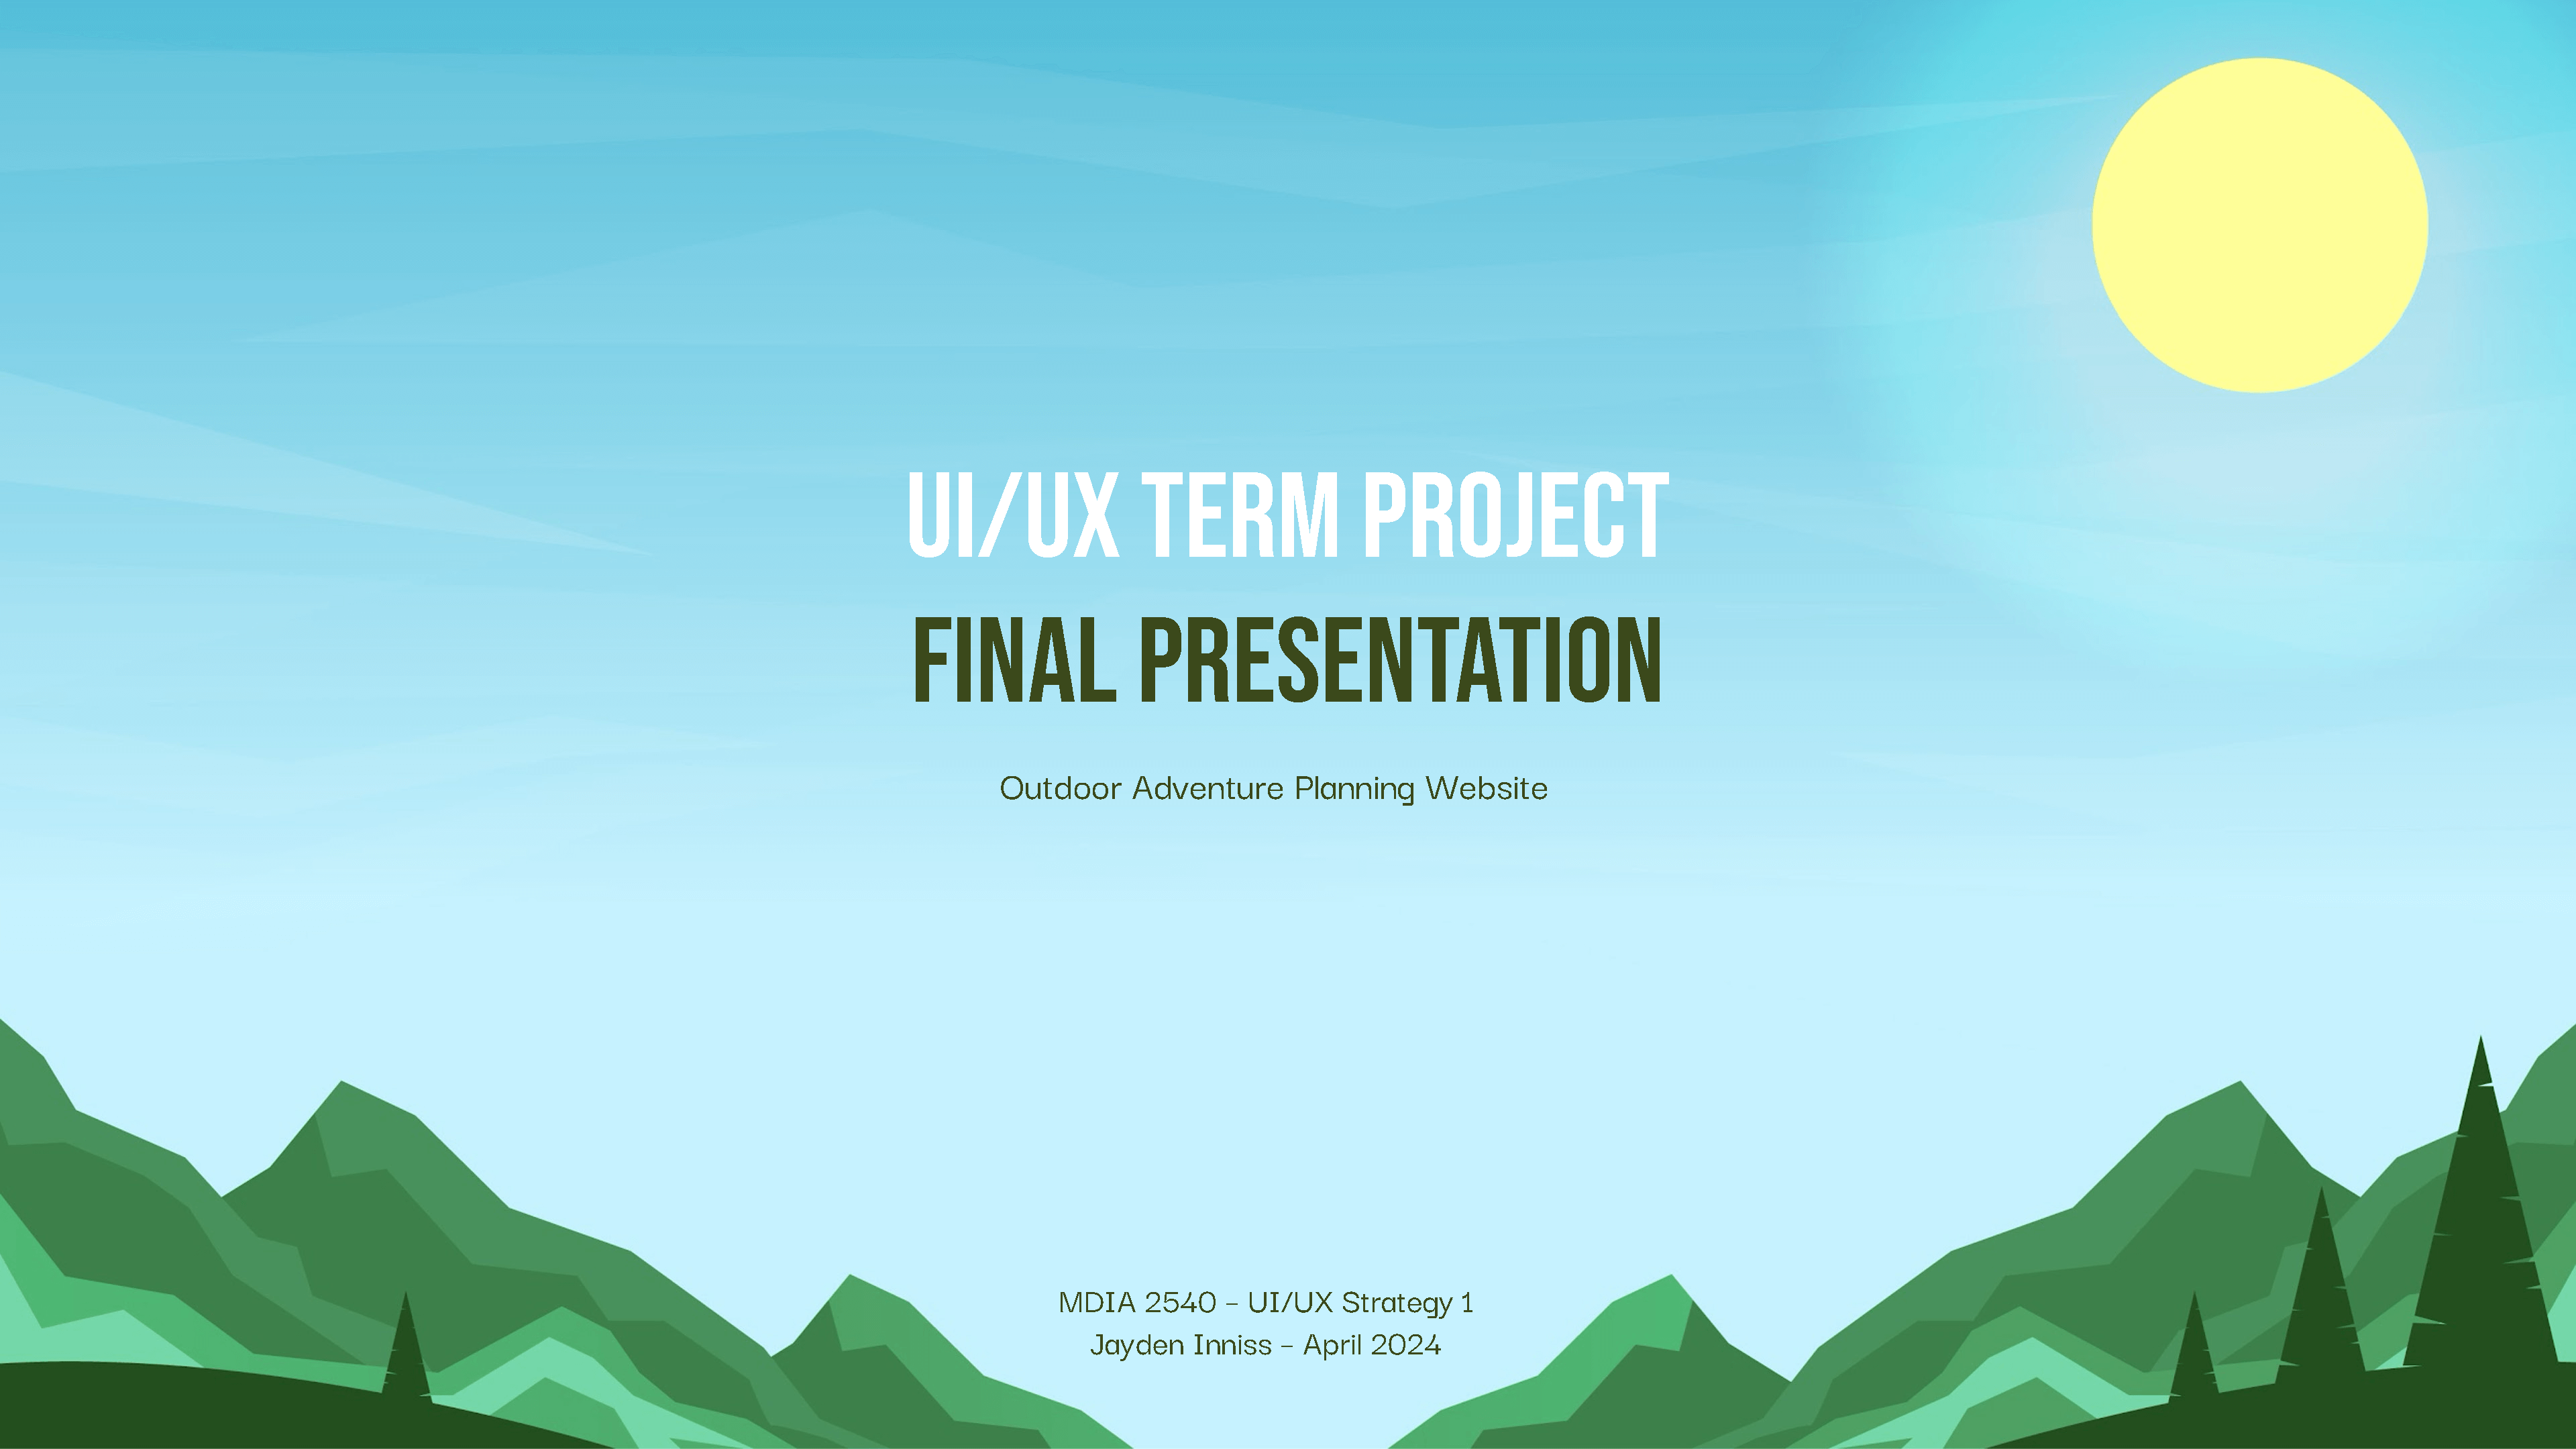 UI/UX TERM PROJECT
FINAL PRESENTATION
Outdoor Adventure Planning Website
MDIA 2540 – UI/UX Strategy 1
Jayden Inniss – April 2024